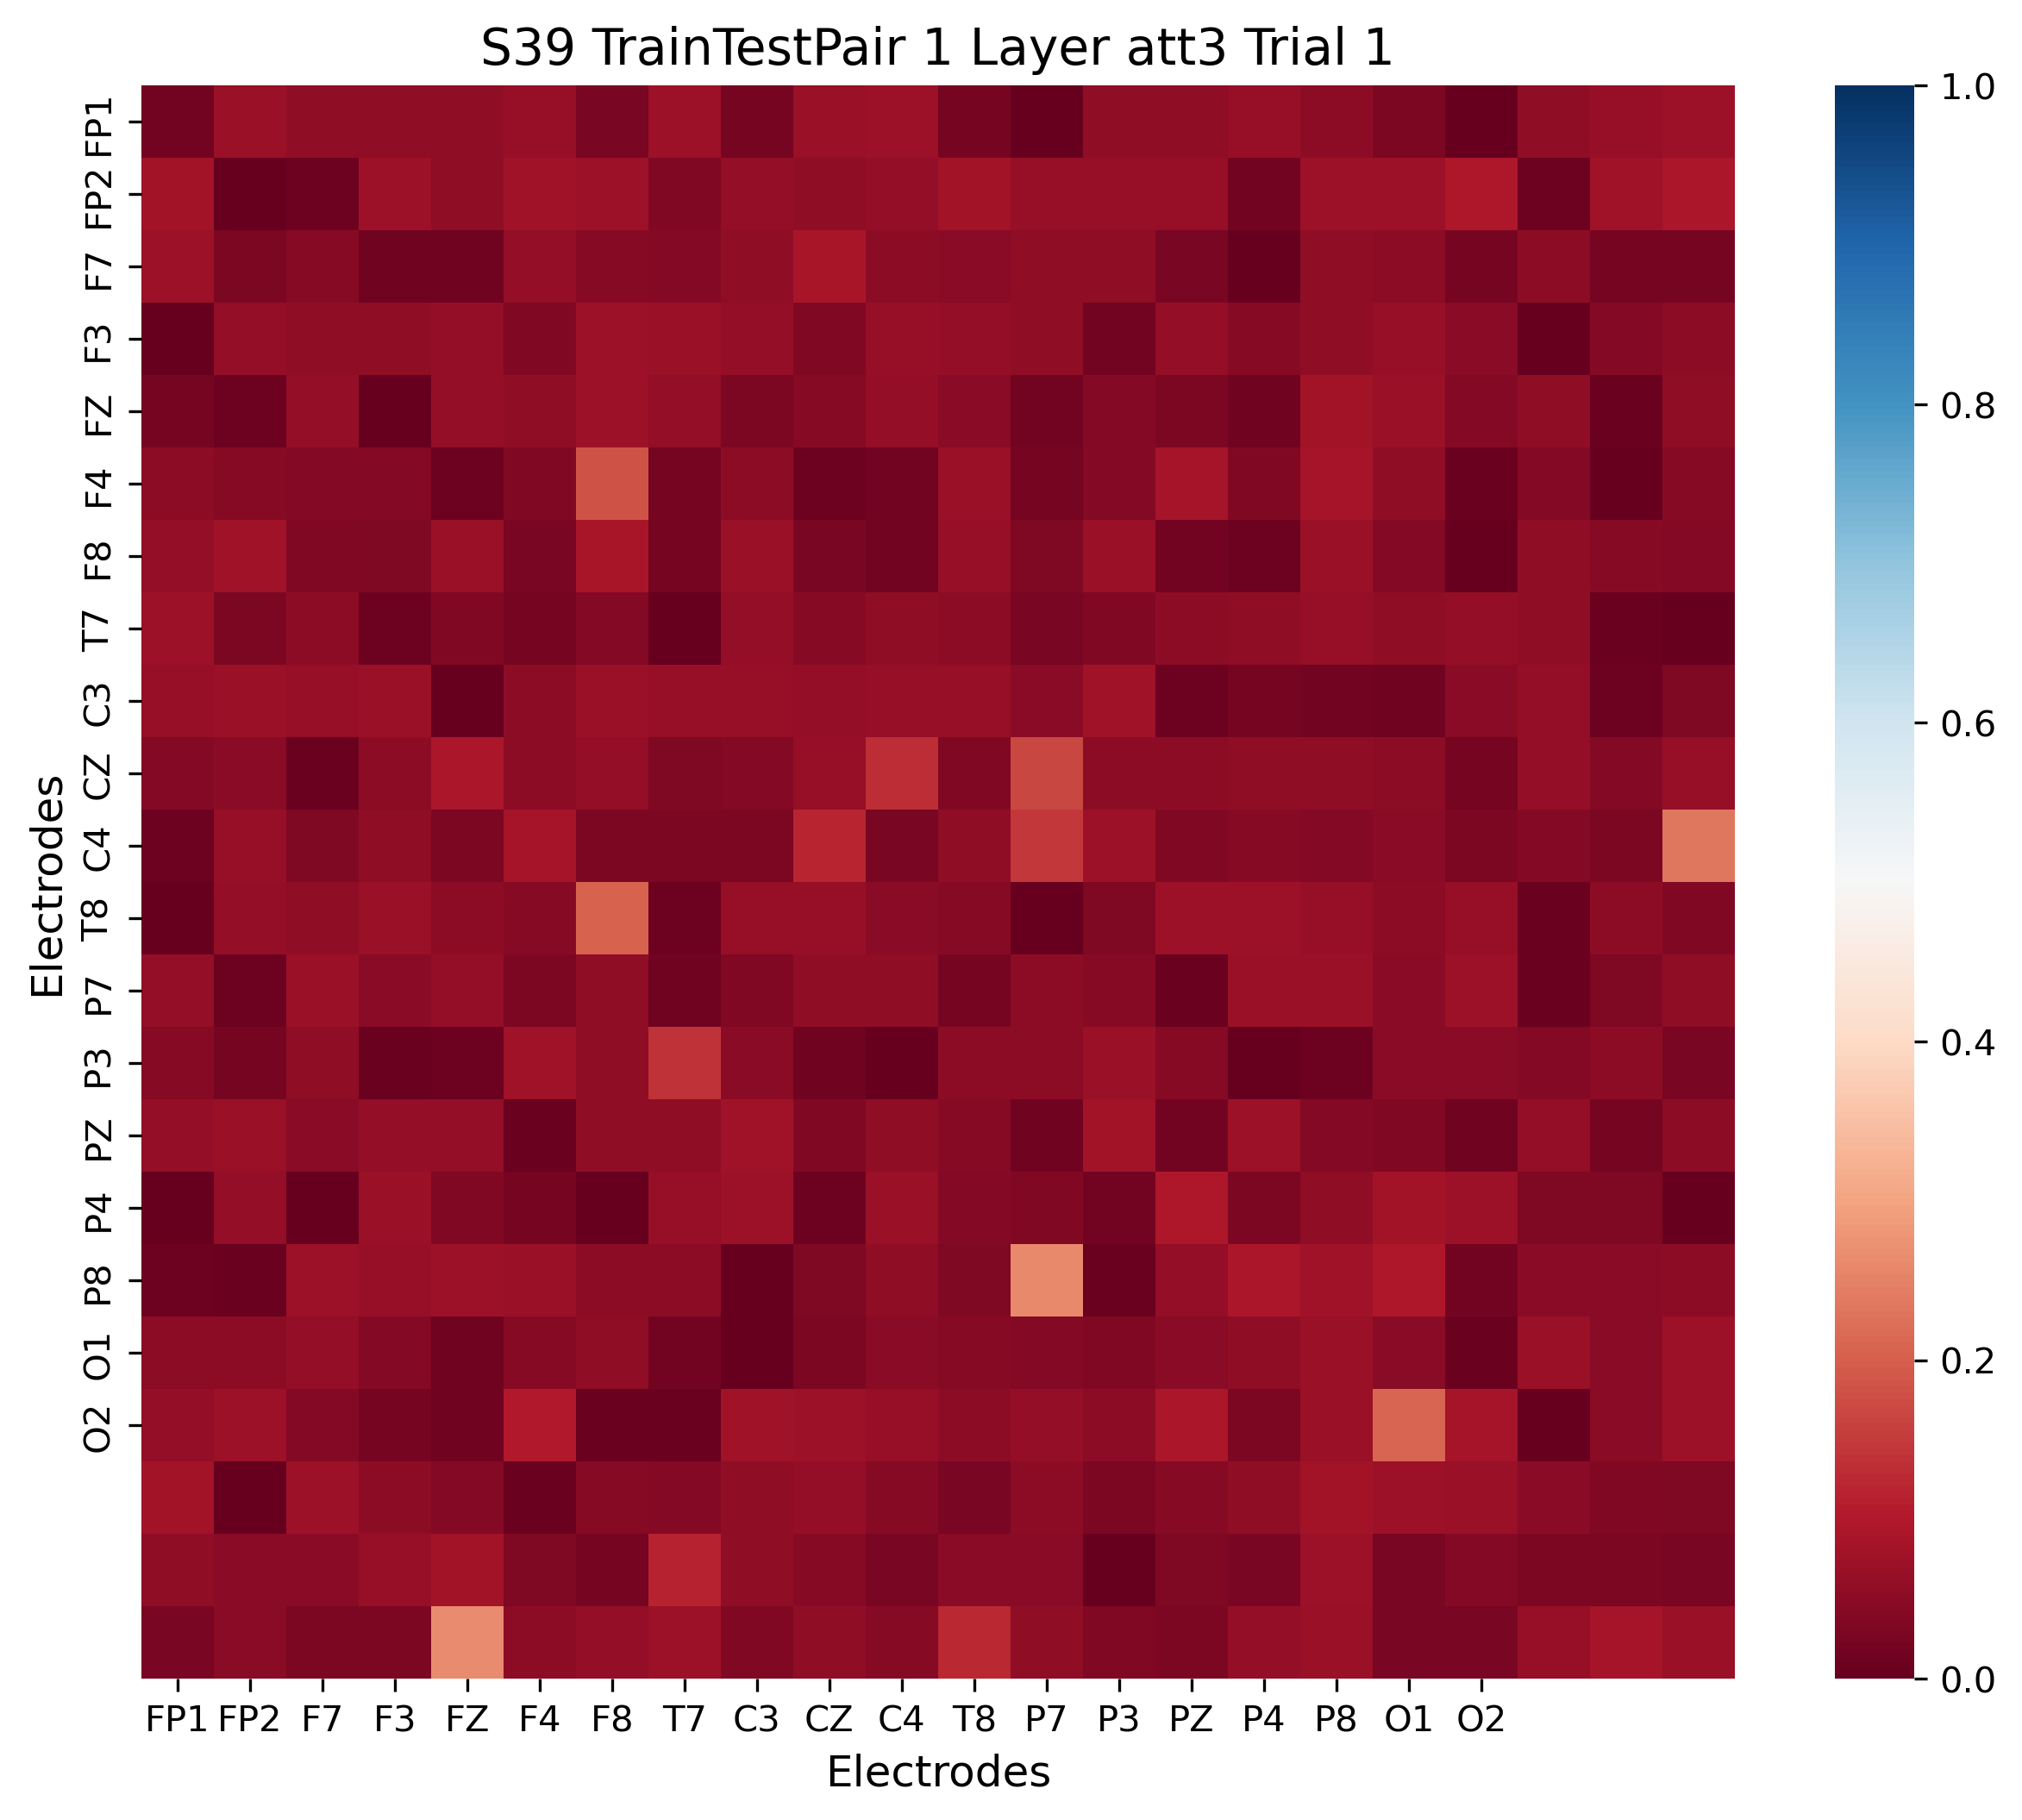 S39 TrainTestPair 1 Layer att3 Trial 1
Electrodes
FP1
FP2
F7
F3
FZ
F4
F8
T7
C3
CZ
C4
T8
P7
P3
PZ
P4
P8
O1
O2
FP1 FP2 F7 F3 FZ F4 F8 T7 C3 CZ C4 T8 P7 P3 PZ P4 P8 O1 O2
Electrodes
1.0
0.8
0.6
0.4
0.2
0.0